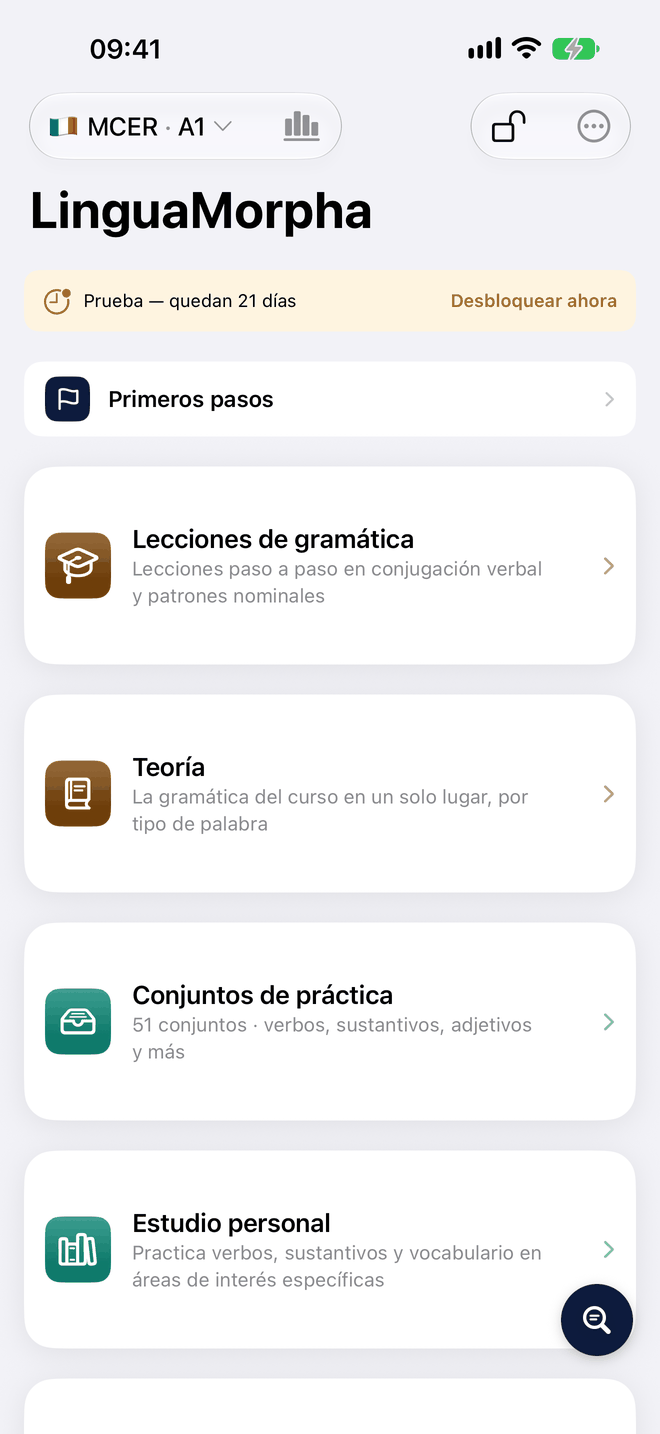 09:41
MCER · A1
LinguaMorpha
Prueba — quedan 21 días
Desbloquear ahora
Primeros pasos
Lecciones de gramática
Lecciones paso a paso en conjugación verbal
y patrones nominales
Teoría
La gramática del curso en un solo lugar, por
tipo de palabra
Conjuntos de práctica
51 conjuntos · verbos, sustantivos, adjetivos
y más
Estudio personal
Practica verbos, sustantivos y vocabulario en
áreas de interés específicas